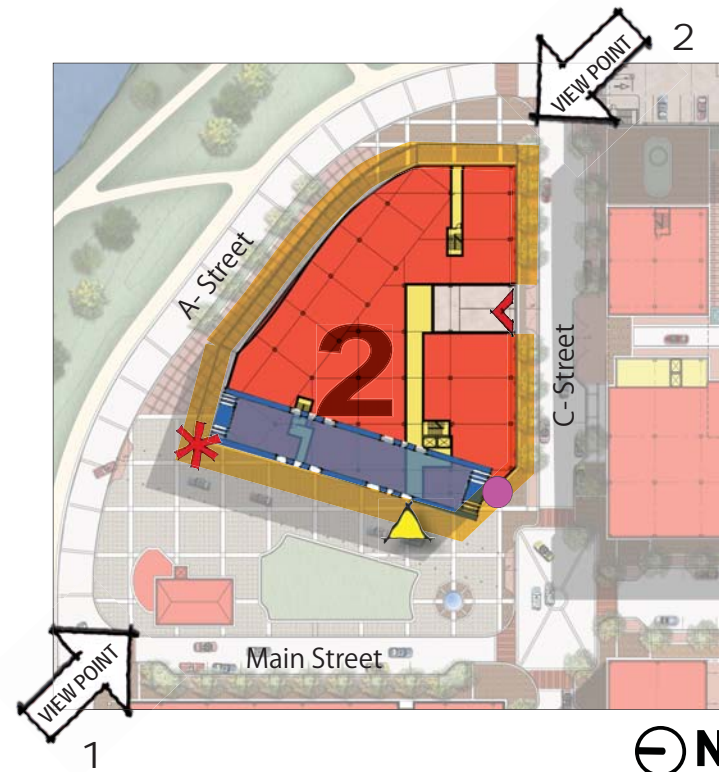 2
VIEW POINT
A- Street
2
C- Street
Main Street
VIEW POINT
1
N